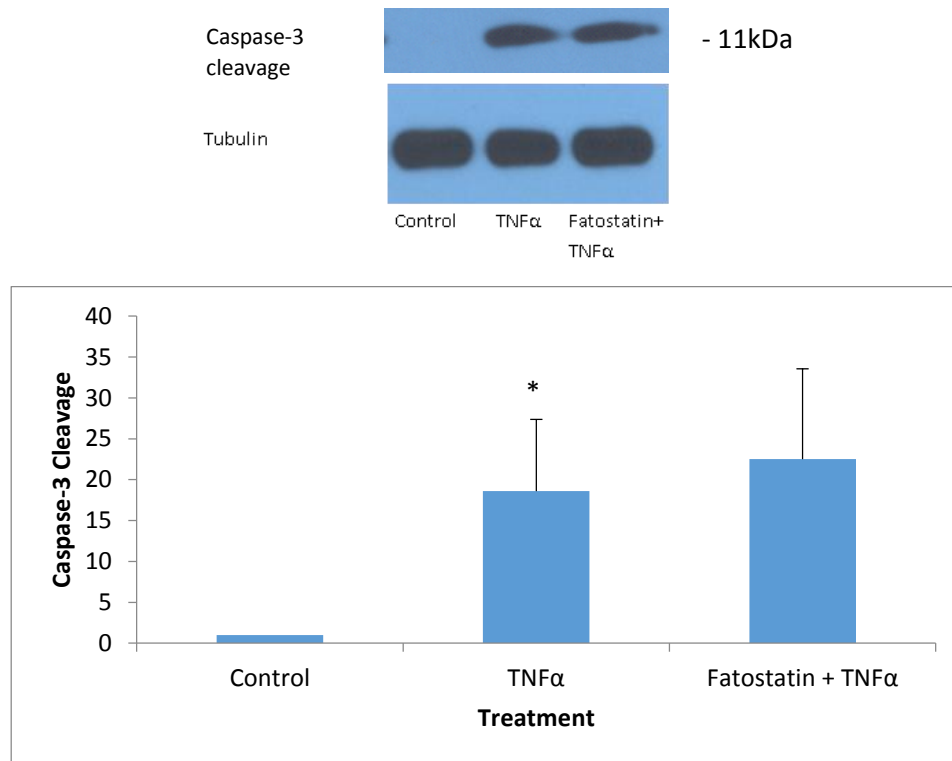 Caspase-3
cleavage
- 11kDa
Tubulin
Control TNFα Fatostatin+
TNFα
40
35
30
25
20
15
10
5
0
Caspase-3 Cleavage
*
Control TNFα Fatostatin + TNFα
Treatment